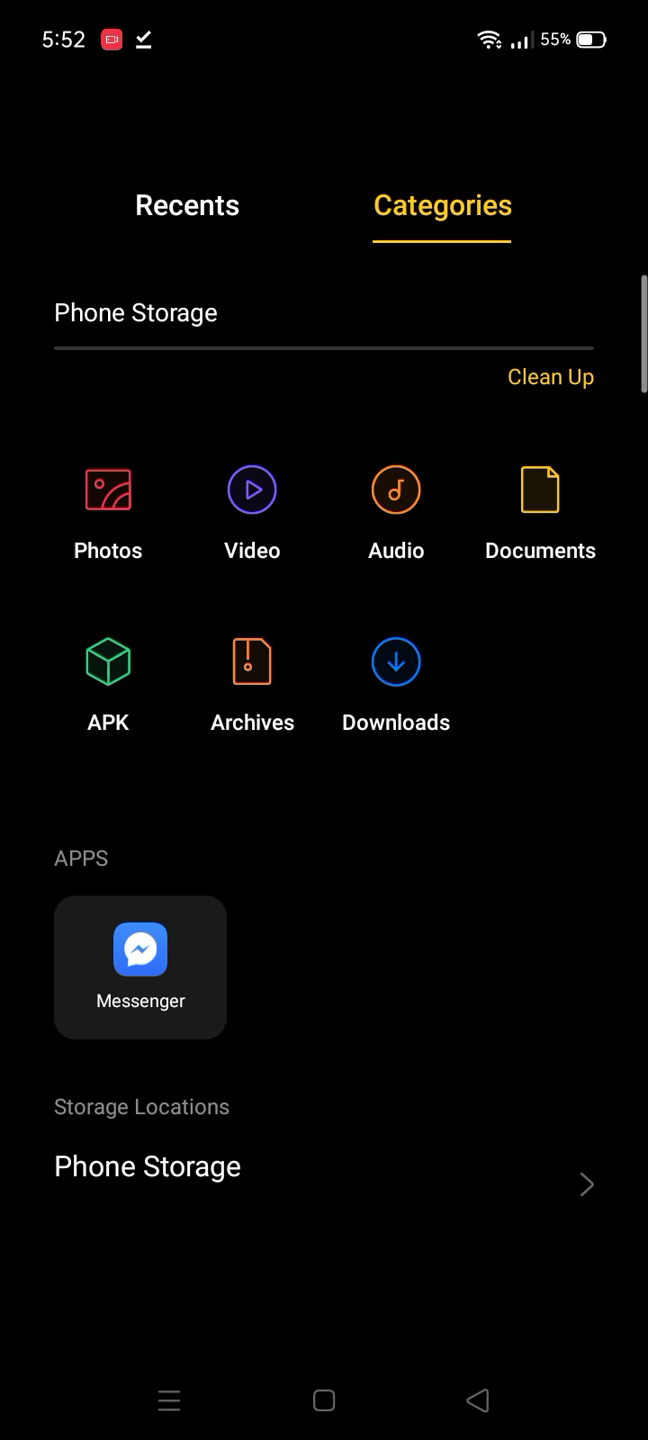 5:52 55%
Recents Categories
Phone Storage
Clean Up
Photos Video Audio Documents
APK Archives Downloads
APPS
Messenger
Storage Locations
Phone Storage